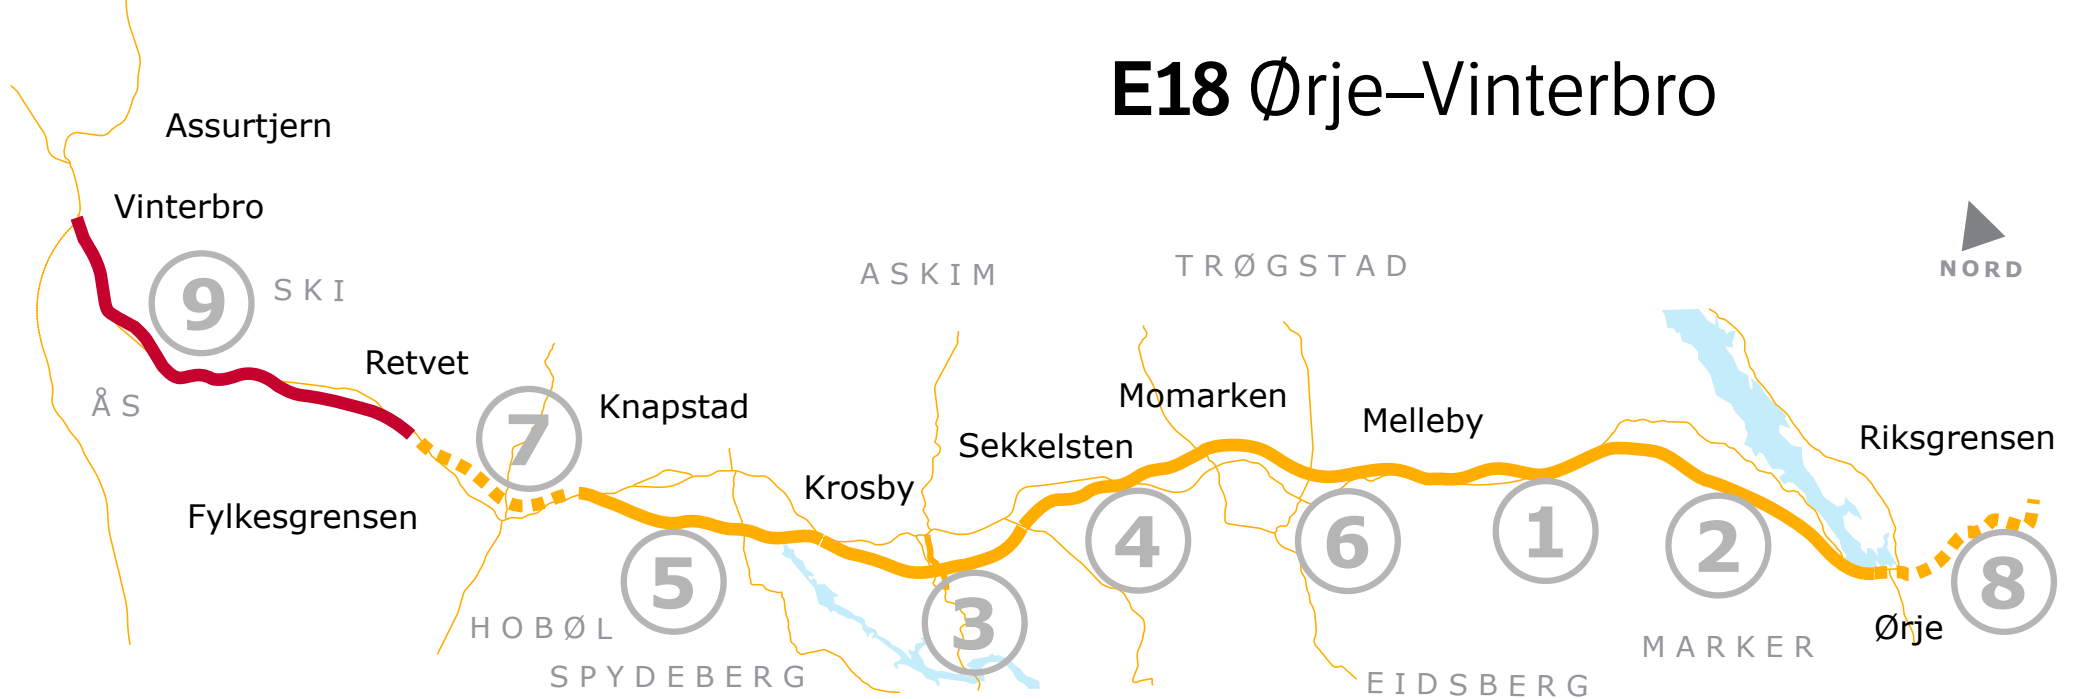 E18 Ørje–Vinterbro
Assurtjern
Vinterbro
NORD
9
SKI
ASKIM
TRØGSTAD
Retvet
ÅS
7
Knapstad
Momarken
Melleby
Sekkelsten
Riksgrensen
Krosby
Fylkesgrensen
5
3
4
6
1
2
8
HOBØL
SPYDEBERG
Ørje
MARKER
EIDSBERG